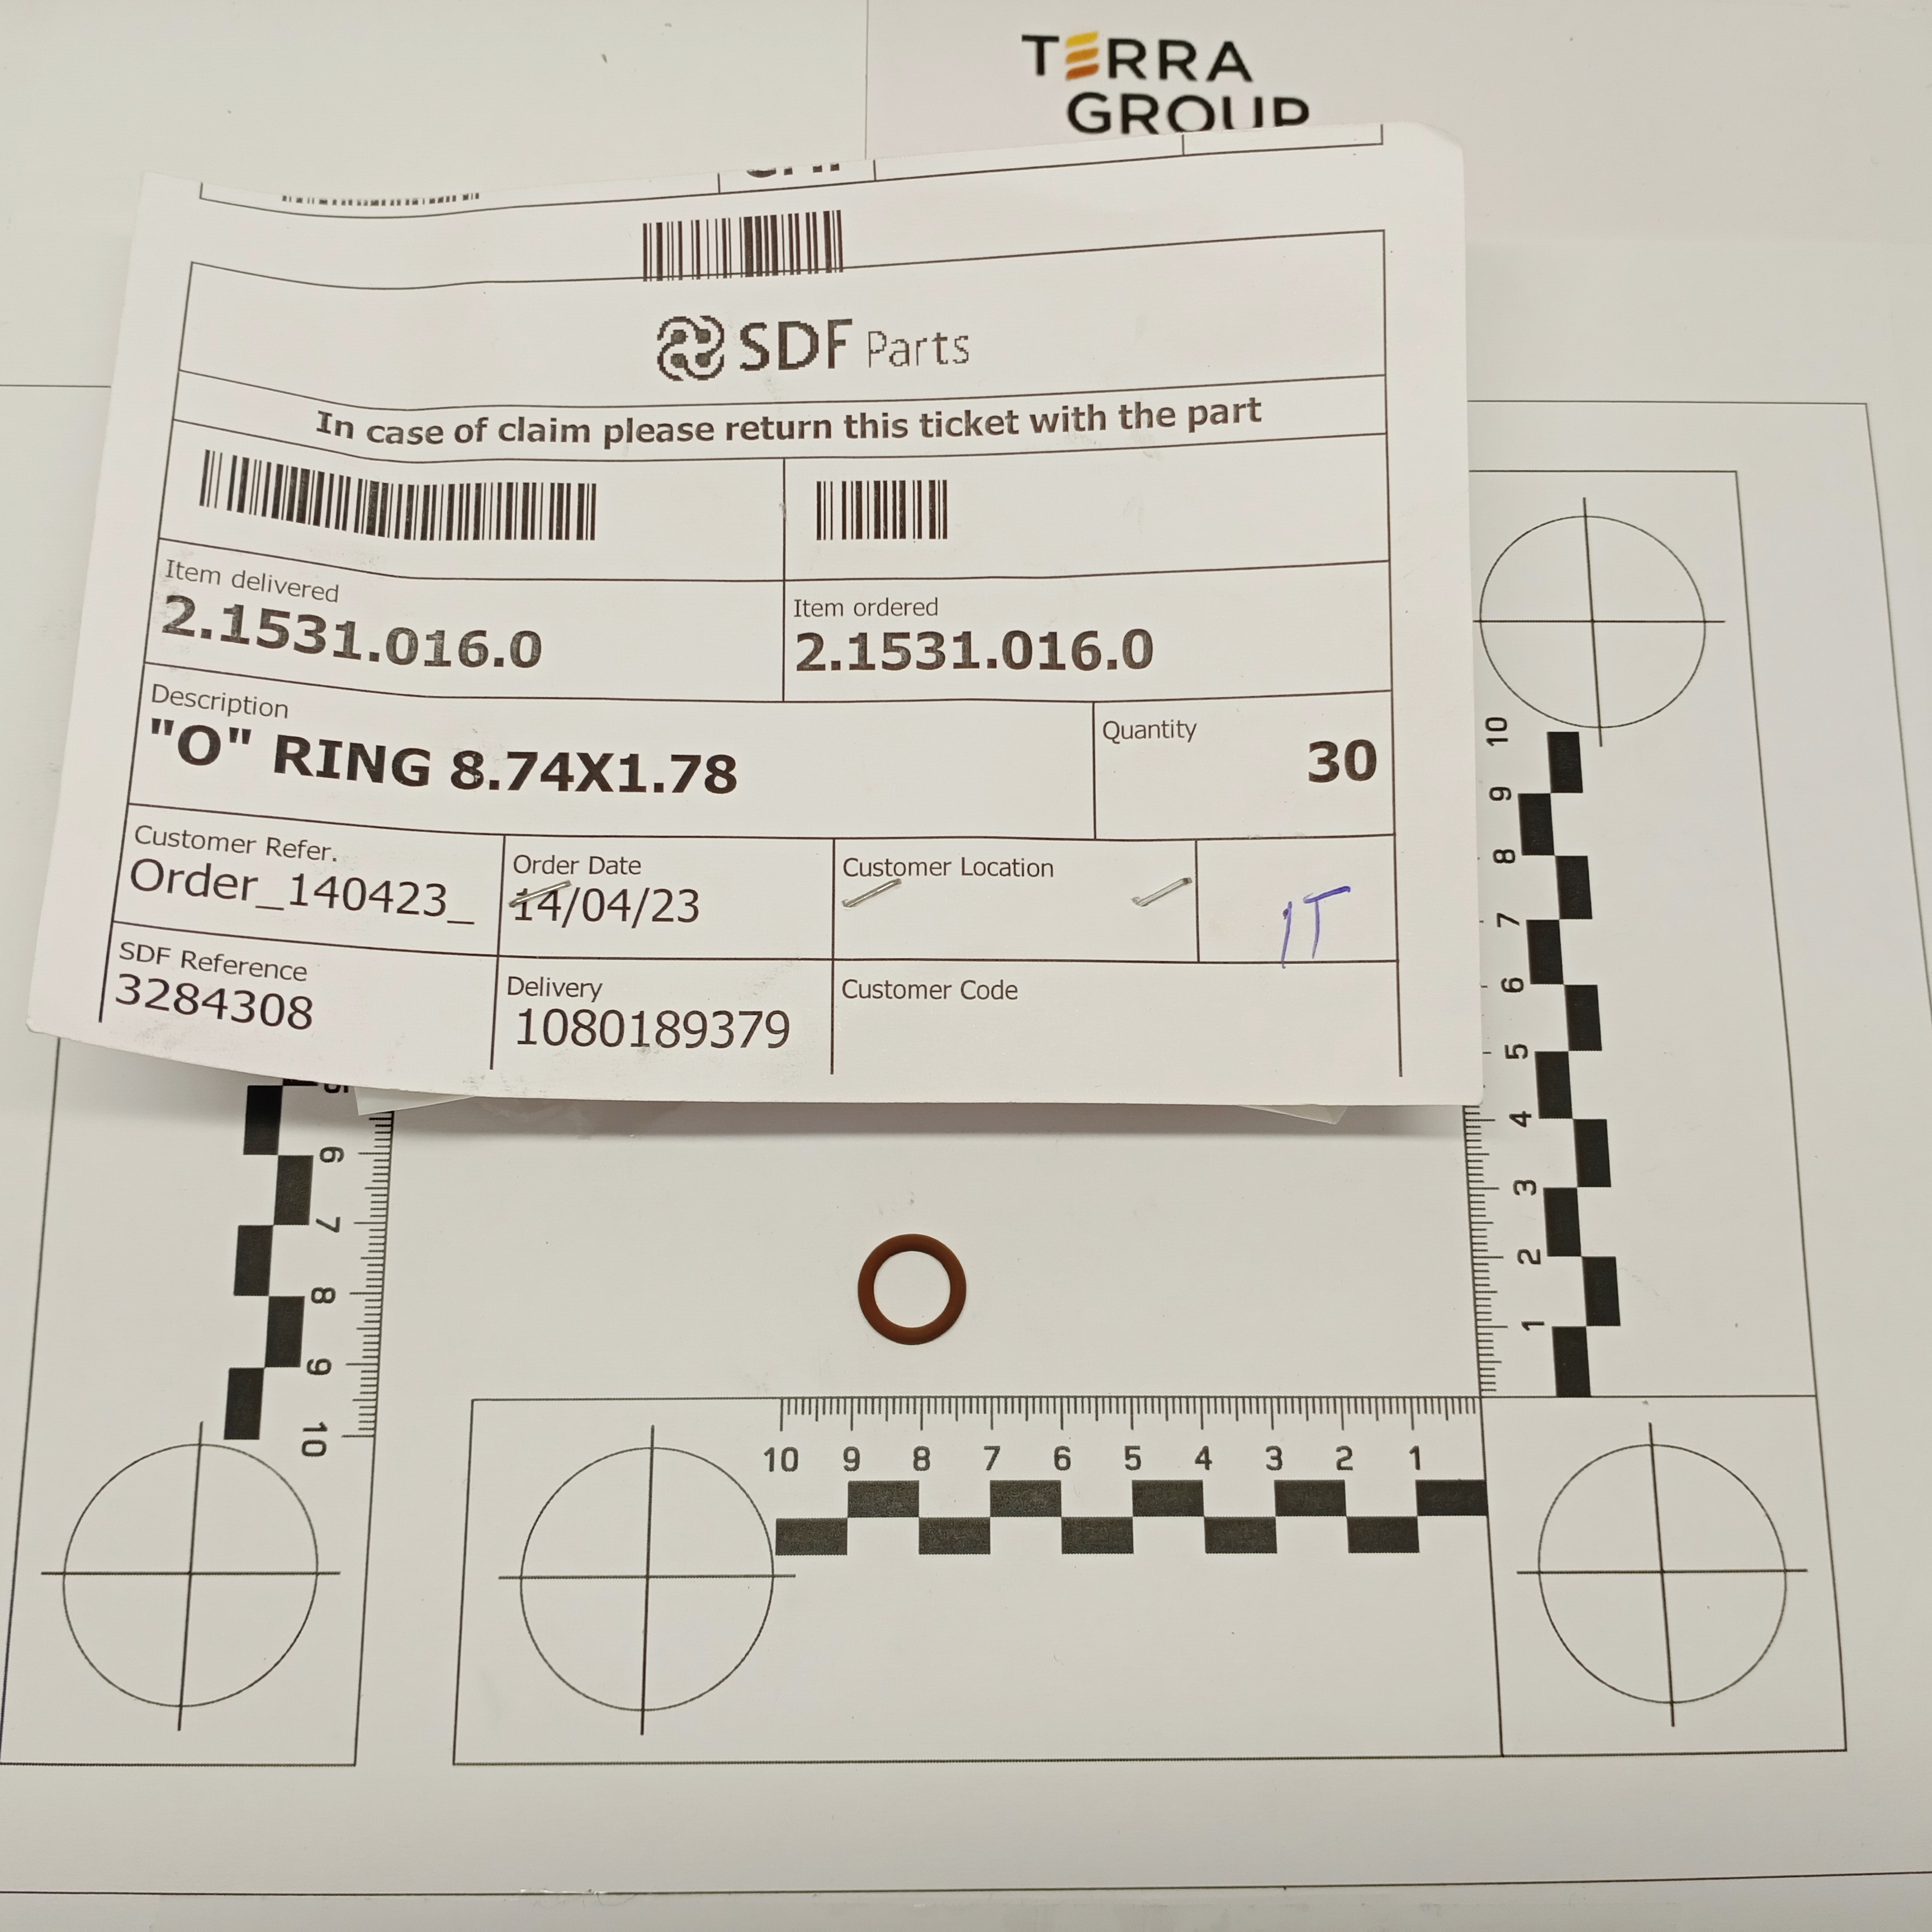 TERRA
GROUP
SDF Parts
In case of claim please return this ticket with the part
Item delivered
2.1531.016.0
Item ordered
2.1531.016.0
Description
"O" RING 8.74X1.78
Quantity
30
Customer Refer.
Order_140423_
Order Date
14/04/23
Customer Location
IT
SDF Reference
3284308
Delivery
1080189379
Customer Code
10
9
8
7
6
5
4
3
2
1
5
6
7
8
9
10
10 9 8 7 6 5 4 3 2 1